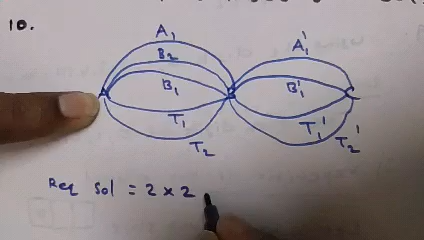 10.
A₁ A₁'
B₂
B₁ B₁'
T₁ T₁'
T₂ T₂'
Req Sol = 2 × 2